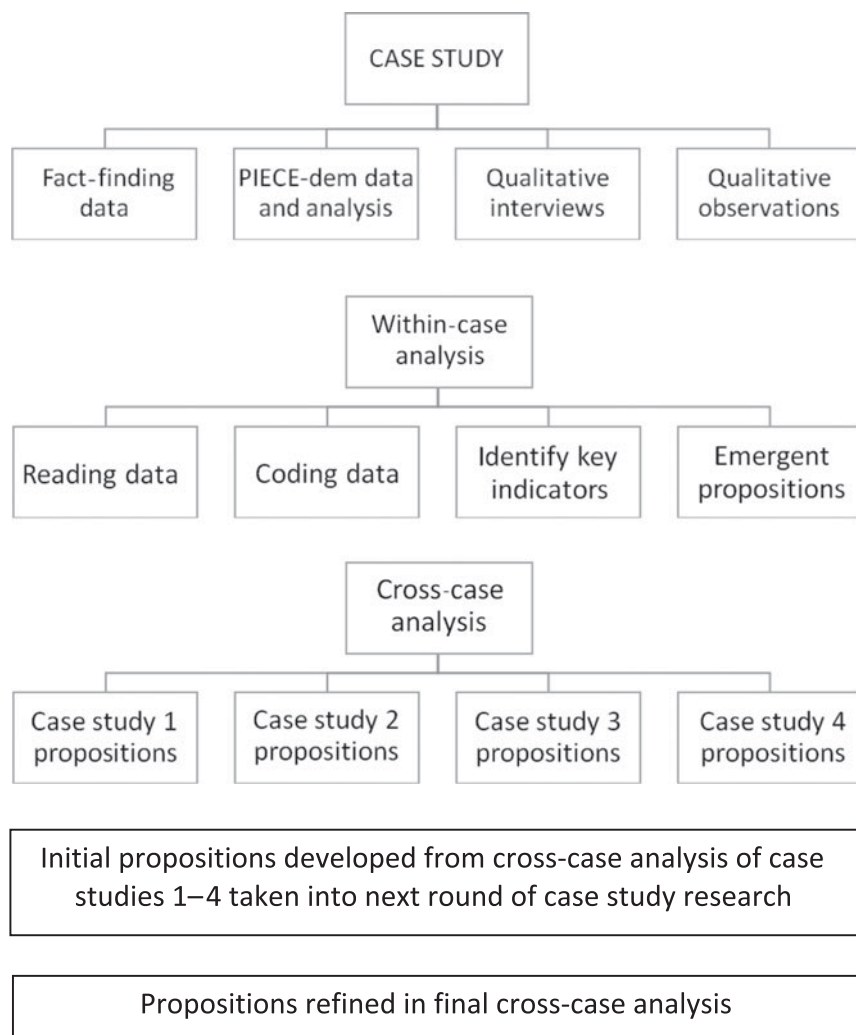 CASE STUDY
Fact-finding
data
PIECE-dem data
and analysis
Qualitative
interviews
Qualitative
observations
Within-case
analysis
Reading data
Coding data
Identify key
indicators
Emergent
propositions
Cross-case
analysis
Case study 1
propositions
Case study 2
propositions
Case study 3
propositions
Case study 4
propositions
Initial propositions developed from cross-case analysis of case
studies 1–4 taken into next round of case study research
Propositions refined in final cross-case analysis